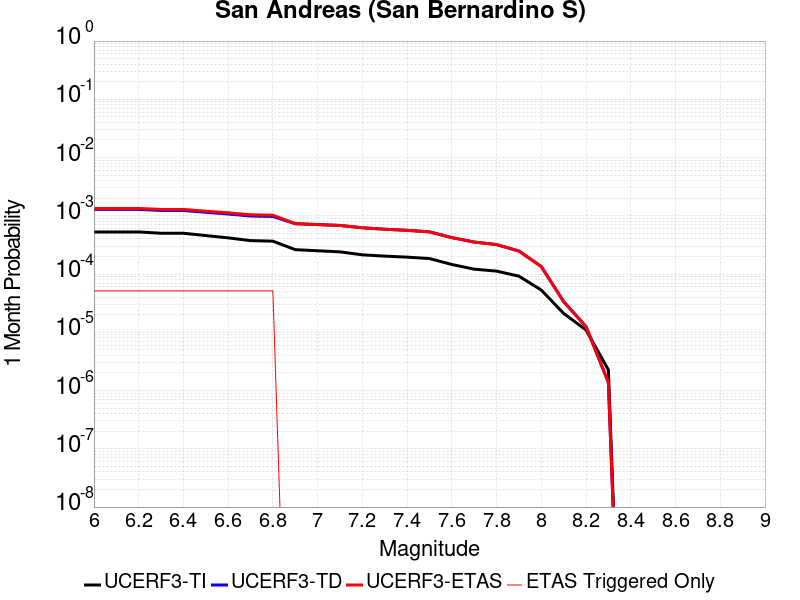 San Andreas (San Bernardino S)
10^0
10^-1
10^-2
10^-3
10^-4
10^-5
10^-6
10^-7
10^-8
1 Month Probability
6 6.2 6.4 6.6 6.8 7 7.2 7.4 7.6 7.8 8 8.2 8.4 8.6 8.8 9
Magnitude
UCERF3-TI UCERF3-TD UCERF3-ETAS ETAS Triggered Only